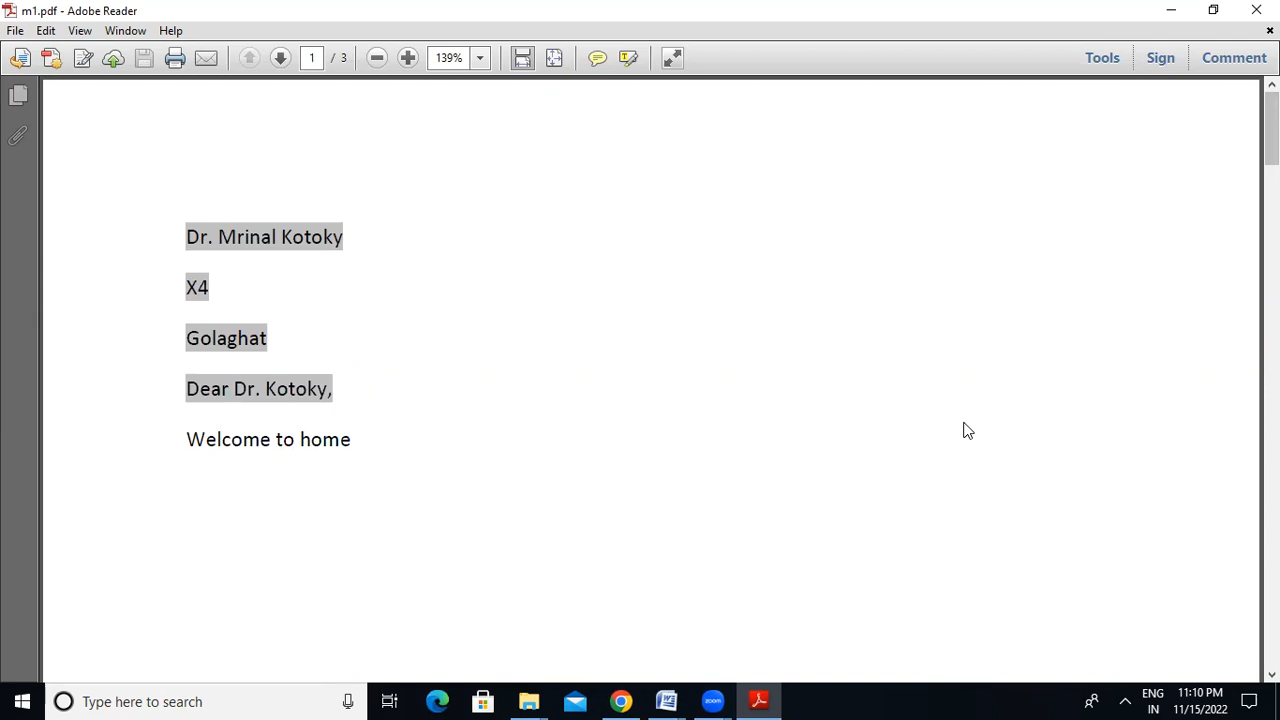 m1.pdf - Adobe Reader
File Edit View Window Help
1 / 3 139% Tools Sign Comment
Dr. Mrinal Kotoky
X4
Golaghat
Dear Dr. Kotoky,
Welcome to home
Type here to search
zoom
ENG 11:10 PM
IN 11/15/2022